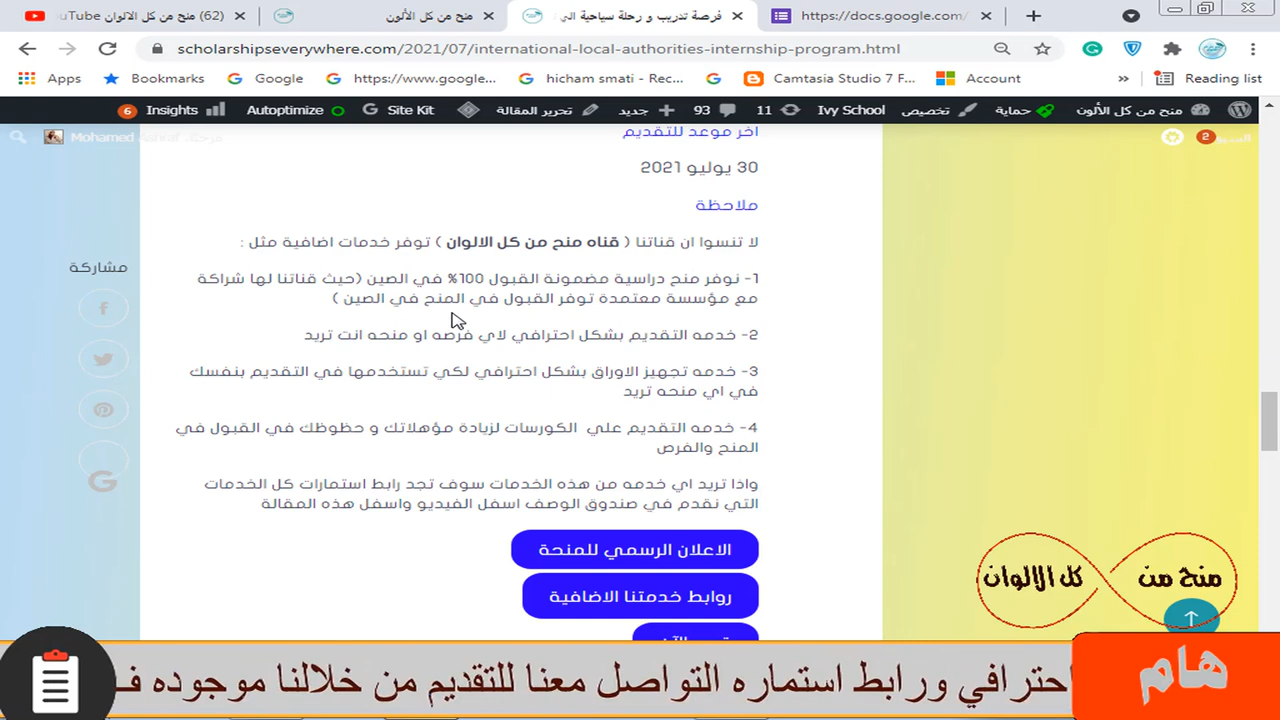 (62) منح من كل الالوان
منح من كل الألون
فرصة تدريب و رحلة سياحية الي
https://docs.google.com/
scholarshipseverywhere.com/2021/07/international-local-authorities-internship-program.html
Apps
Bookmarks
Google
https://www.google...
hicham smati - Rec...
Camtasia Studio 7 F...
Account
»
Reading list
6 Insights
Autoptimize
Site Kit
تحرير المقالة
جديد
93
11
Ivy School
تخصيص
حماية
منح من كل الألون
اخر موعد للتقديم
مرحبًا، Mohamed Ashraf
2
30 يوليو 2021
ملاحظة
لا تنسوا ان قناتنا ( قناه منح من كل الالوان ) توفر خدمات اضافية مثل :
مشاركة
1- نوفر منح دراسية مضمونة القبول 100% في الصين (حيث قناتنا لها شراكة
مع مؤسسة معتمدة توفر القبول في المنح في الصين )
2- خدمه التقديم بشكل احترافي لاي فرصه او منحه انت تريد
3- خدمه تجهيز الاوراق بشكل احترافي لكي تستخدمها في التقديم بنفسك
في اي منحه تريد
4- خدمه التقديم علي الكورسات لزيادة مؤهلاتك و حظوظك في القبول في
المنح والفرص
واذا تريد اي خدمه من هذه الخدمات سوف تجد رابط استمارات كل الخدمات
التي نقدم في صندوق الوصف اسفل الفيديو واسفل هذه المقالة
الاعلان الرسمي للمنحة
روابط خدمتنا الاضافية
منح من كل الالوان
هام
احترافي ورابط استماره التواصل معنا للتقديم من خلالنا موجوده فـ